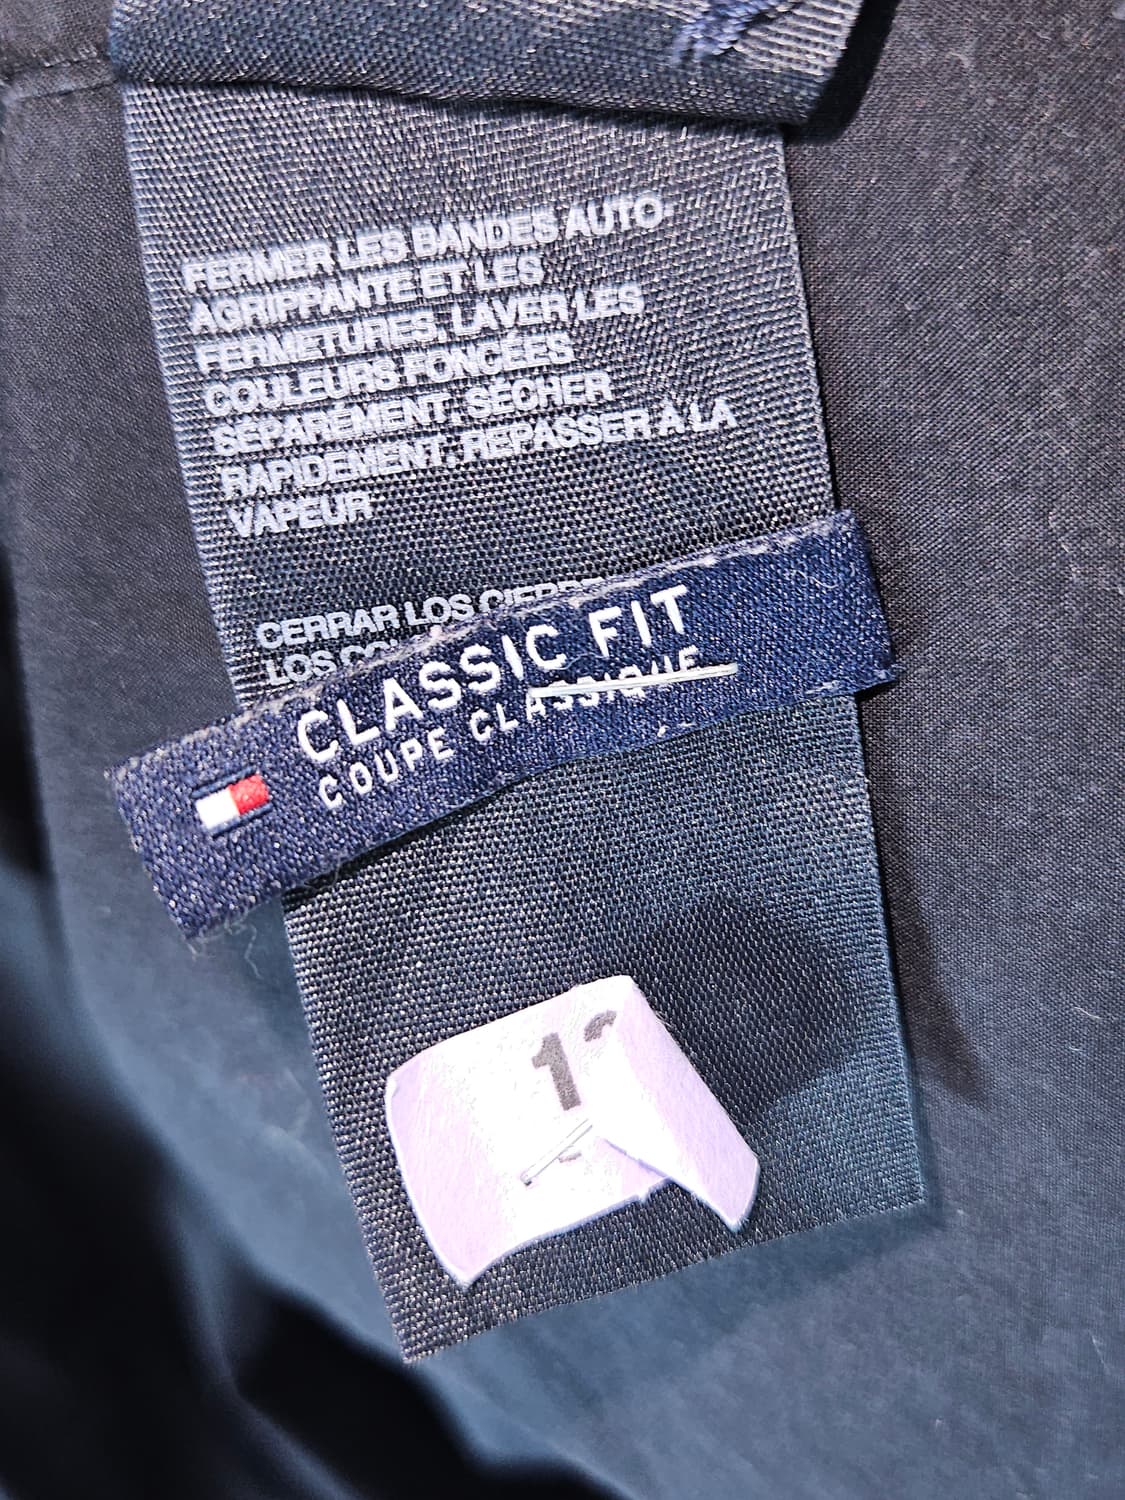 FERMER LES BANDES AUTO
AGRIPPANTE ET LES
FERMETURES, LAVER LES
COULEURS FONCÉES
SÉPARÉMENT, SÉCHER
RAPIDEMENT, REPASSER À LA
VAPEUR
CERRAR LOS
LOS
CLASSIC FIT
COUPE CLASSIQUE